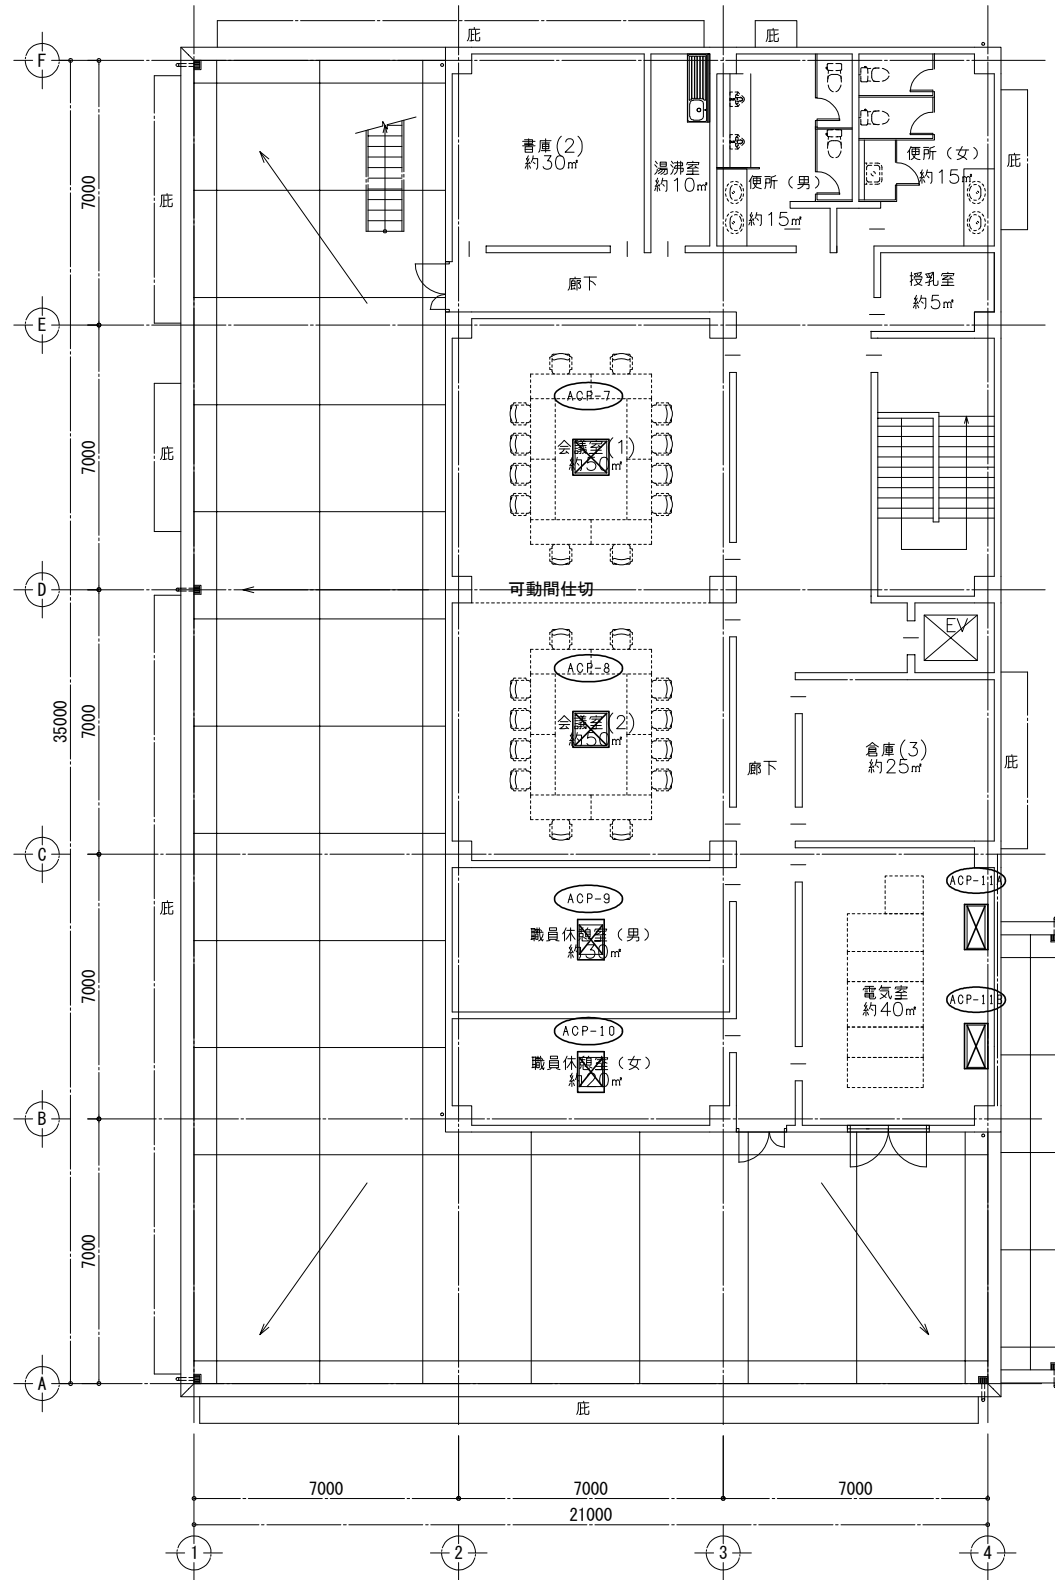 庇
庇
F
書庫(2)
約30㎡
湯沸室
約10㎡
便所（男）
約15㎡
便所（女）
約15㎡
庇
庇
7000
廊下
授乳室
約5㎡
E
ACP-7
会議室(1)
約50㎡
庇
7000
D
可動間仕切
EV
ACP-8
会議室(2)
約50㎡
35000
7000
廊下
倉庫(3)
約25㎡
庇
C
ACP-9
職員休憩室（男）
約30㎡
庇
ACP-11A
7000
電気室
約40㎡
ACP-11B
ACP-10
職員休憩室（女）
約20㎡
B
7000
A
庇
7000
7000
7000
21000
1
2
3
4